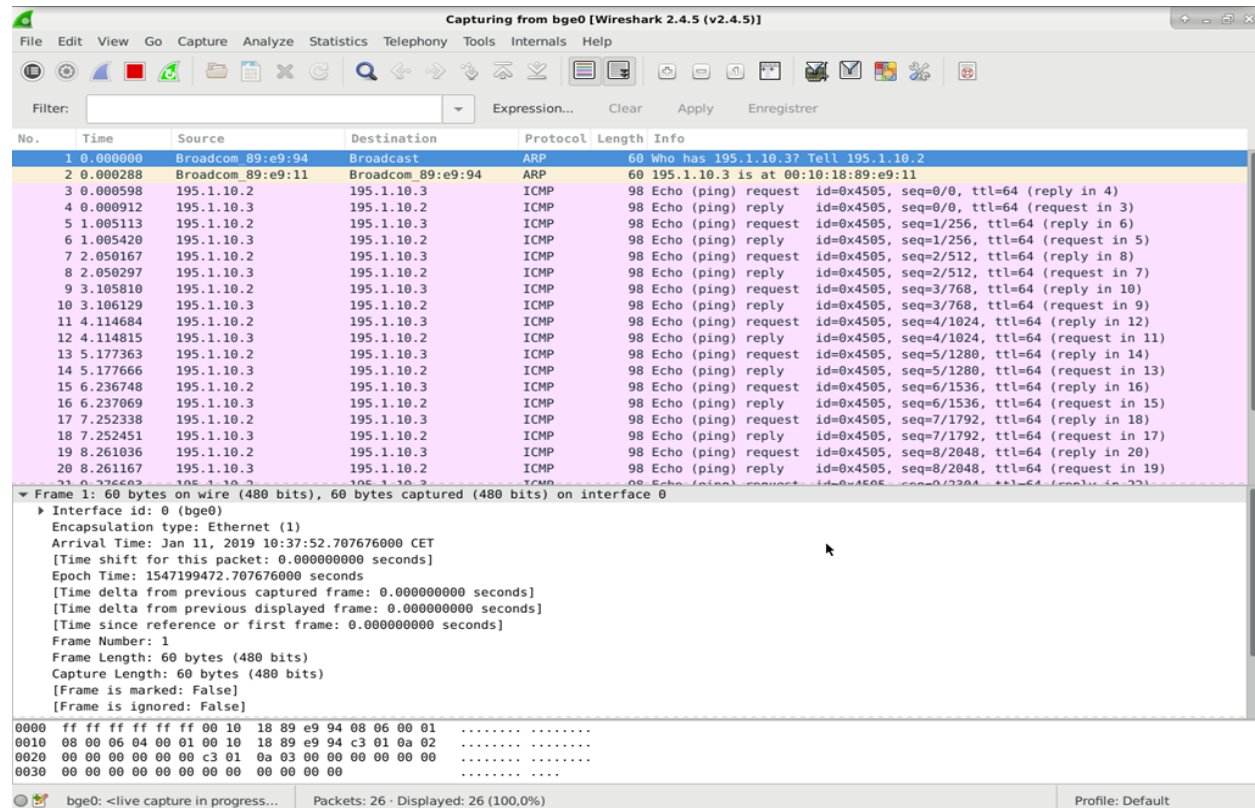 Capturing from bge0 [Wireshark 2.4.5 (v2.4.5)]
File Edit View Go Capture Analyze Statistics Telephony Tools Internals Help
Filter: Expression... Clear Apply Enregistrer
No. Time Source Destination Protocol Length Info
1 0.000000 Broadcom_89:e9:94 Broadcast ARP 60 Who has 195.1.10.3? Tell 195.1.10.2
2 0.000288 Broadcom_89:e9:11 Broadcom_89:e9:94 ARP 60 195.1.10.3 is at 00:10:18:89:e9:11
3 0.000598 195.1.10.2 195.1.10.3 ICMP 98 Echo (ping) request id=0x4505, seq=0/0, ttl=64 (reply in 4)
4 0.000912 195.1.10.3 195.1.10.2 ICMP 98 Echo (ping) reply id=0x4505, seq=0/0, ttl=64 (request in 3)
5 1.005113 195.1.10.2 195.1.10.3 ICMP 98 Echo (ping) request id=0x4505, seq=1/256, ttl=64 (reply in 6)
6 1.005420 195.1.10.3 195.1.10.2 ICMP 98 Echo (ping) reply id=0x4505, seq=1/256, ttl=64 (request in 5)
7 2.050167 195.1.10.2 195.1.10.3 ICMP 98 Echo (ping) request id=0x4505, seq=2/512, ttl=64 (reply in 8)
8 2.050297 195.1.10.3 195.1.10.2 ICMP 98 Echo (ping) reply id=0x4505, seq=2/512, ttl=64 (request in 7)
9 3.105810 195.1.10.2 195.1.10.3 ICMP 98 Echo (ping) request id=0x4505, seq=3/768, ttl=64 (reply in 10)
10 3.106129 195.1.10.3 195.1.10.2 ICMP 98 Echo (ping) reply id=0x4505, seq=3/768, ttl=64 (request in 9)
11 4.114684 195.1.10.2 195.1.10.3 ICMP 98 Echo (ping) request id=0x4505, seq=4/1024, ttl=64 (reply in 12)
12 4.114815 195.1.10.3 195.1.10.2 ICMP 98 Echo (ping) reply id=0x4505, seq=4/1024, ttl=64 (request in 11)
13 5.177363 195.1.10.2 195.1.10.3 ICMP 98 Echo (ping) request id=0x4505, seq=5/1280, ttl=64 (reply in 14)
14 5.177666 195.1.10.3 195.1.10.2 ICMP 98 Echo (ping) reply id=0x4505, seq=5/1280, ttl=64 (request in 13)
15 6.236748 195.1.10.2 195.1.10.3 ICMP 98 Echo (ping) request id=0x4505, seq=6/1536, ttl=64 (reply in 16)
16 6.237069 195.1.10.3 195.1.10.2 ICMP 98 Echo (ping) reply id=0x4505, seq=6/1536, ttl=64 (request in 15)
17 7.252338 195.1.10.2 195.1.10.3 ICMP 98 Echo (ping) request id=0x4505, seq=7/1792, ttl=64 (reply in 18)
18 7.252451 195.1.10.3 195.1.10.2 ICMP 98 Echo (ping) reply id=0x4505, seq=7/1792, ttl=64 (request in 17)
19 8.261036 195.1.10.2 195.1.10.3 ICMP 98 Echo (ping) request id=0x4505, seq=8/2048, ttl=64 (reply in 20)
20 8.261167 195.1.10.3 195.1.10.2 ICMP 98 Echo (ping) reply id=0x4505, seq=8/2048, ttl=64 (request in 19)
Frame 1: 60 bytes on wire (480 bits), 60 bytes captured (480 bits) on interface 0
Interface id: 0 (bge0)
Encapsulation type: Ethernet (1)
Arrival Time: Jan 11, 2019 10:37:52.707676000 CET
[Time shift for this packet: 0.000000000 seconds]
Epoch Time: 1547199472.707676000 seconds
[Time delta from previous captured frame: 0.000000000 seconds]
[Time delta from previous displayed frame: 0.000000000 seconds]
[Time since reference or first frame: 0.000000000 seconds]
Frame Number: 1
Frame Length: 60 bytes (480 bits)
Capture Length: 60 bytes (480 bits)
[Frame is marked: False]
[Frame is ignored: False]
0000 ff ff ff ff ff ff 00 10 18 89 e9 94 08 06 00 01 ........ ........
0010 08 00 06 04 00 01 00 10 18 89 e9 94 c3 01 0a 02 ........ ........
0020 00 00 00 00 00 00 c3 01 0a 03 00 00 00 00 00 00 ........ ........
0030 00 00 00 00 00 00 00 00 00 00 00 00 ........ ....
bge0: <live capture in progress... Packets: 26 · Displayed: 26 (100,0%) Profile: Default